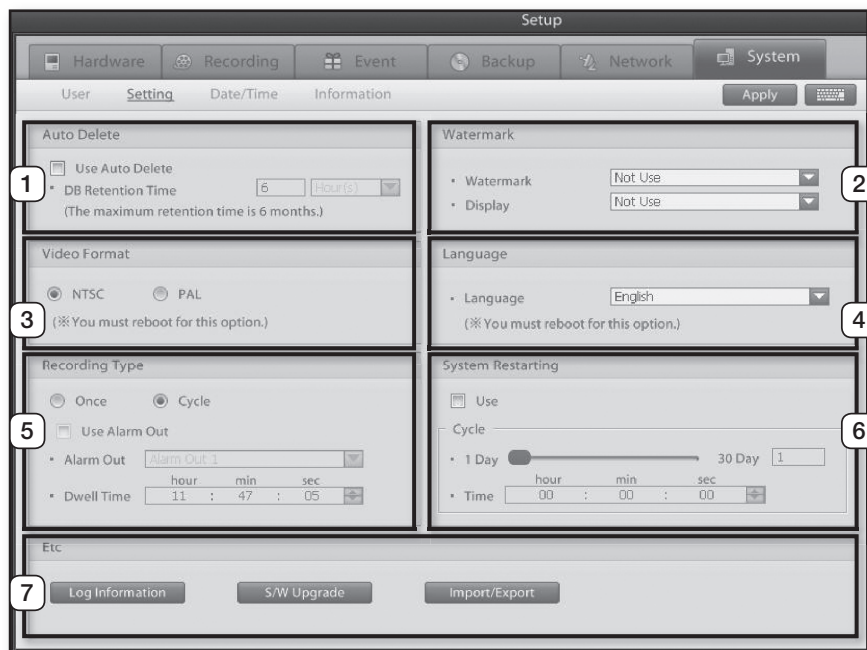 Setup
Hardware Recording Event Backup Network System
User Setting Date/Time Information Apply
Auto Delete
Use Auto Delete
1
• DB Retention Time 6 Hour(s)
(The maximum retention time is 6 months.)
Watermark
• Watermark Not Use
2
• Display Not Use
Video Format
NTSC PAL
3
(※You must reboot for this option.)
Language
• Language English
4
(※You must reboot for this option.)
Recording Type
Once Cycle
5
Use Alarm Out
• Alarm Out Alarm Out 1
hour min sec
• Dwell Time 11 : 47 : 05
System Restarting
Use
6
Cycle
• 1 Day 30 Day 1
hour min sec
• Time 00 : 00 : 00
Etc
7
Log Information S/W Upgrade Import/Export